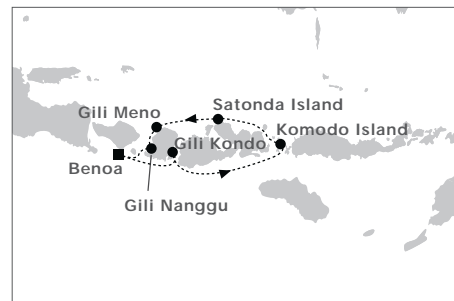 Satonda Island
Gili Meno
Komodo Island
Gili Kondo
Benoa
Gili Nanggu